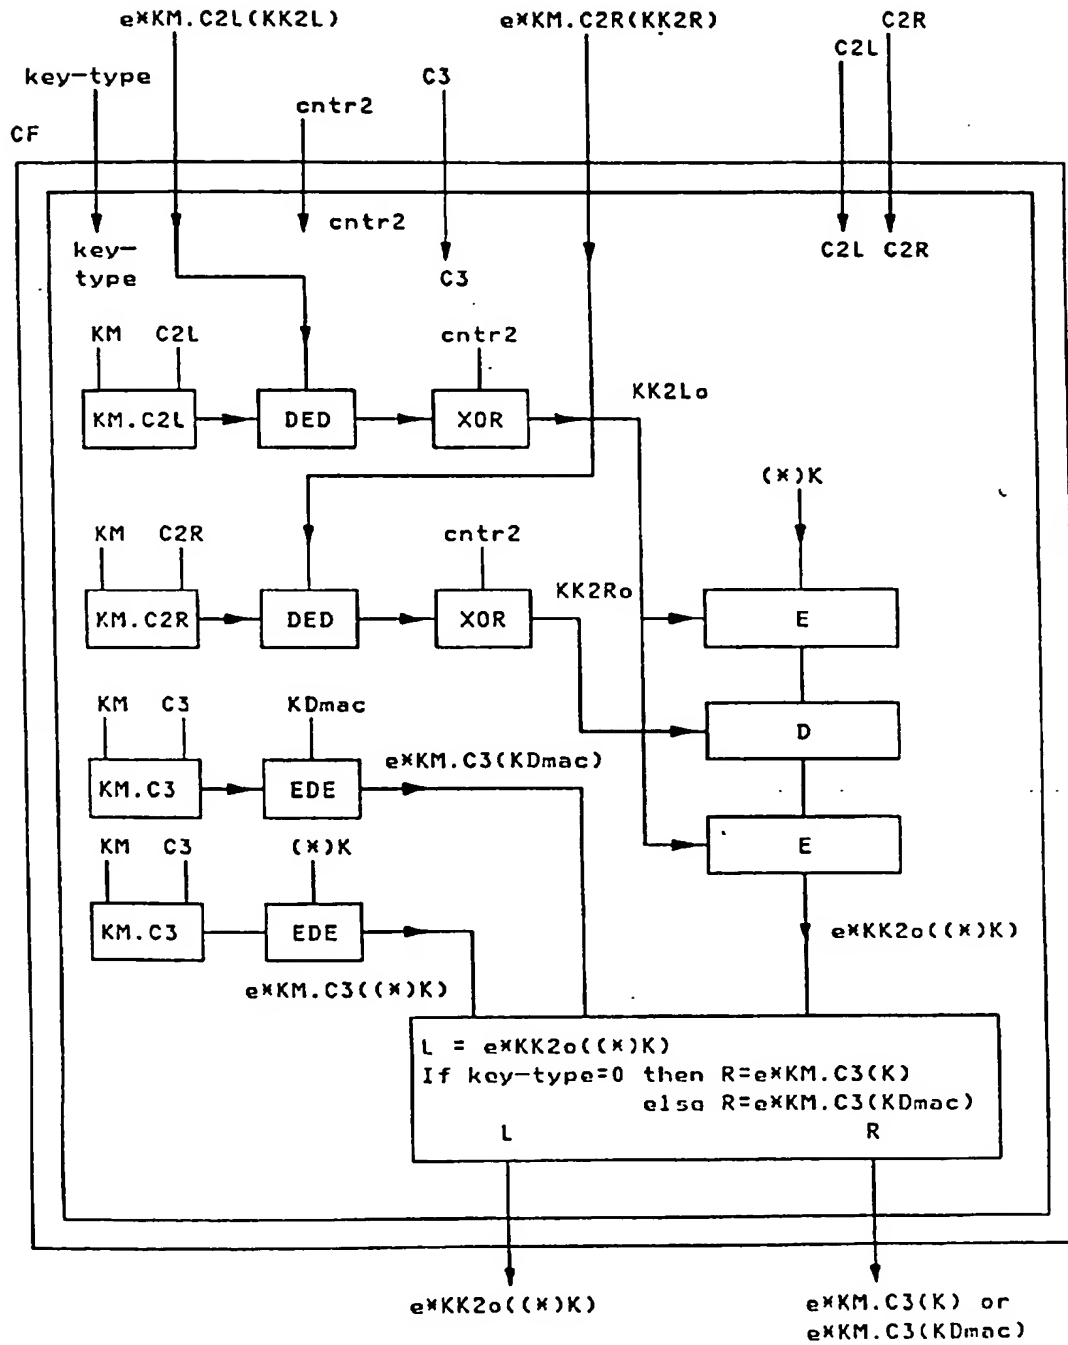 e*KM.C2L(KK2L)
e*KM.C2R(KK2R)
C2R
C2L
key-type
C3
cntr2
CF
cntr2
key-
type
C3
C2L C2R
KM C2L
cntr2
KK2Lo
KM.C2L
DED
XOR
(*)K
KM C2R
cntr2
KK2Ro
KM.C2R
DED
XOR
E
KM C3
KDmac
D
e*KM.C3(KDmac)
KM.C3
EDE
KM C3
(*)K
E
KM.C3
EDE
e*KK2o((*)K)
e*KM.C3((*)K)
L = e*KK2o((*)K)
If key-type=0 then R=e*KM.C3(K)
else R=e*KM.C3(KDmac)
L
R
e*KK2o((*)K)
e*KM.C3(K) or
e*KM.C3(KDmac)